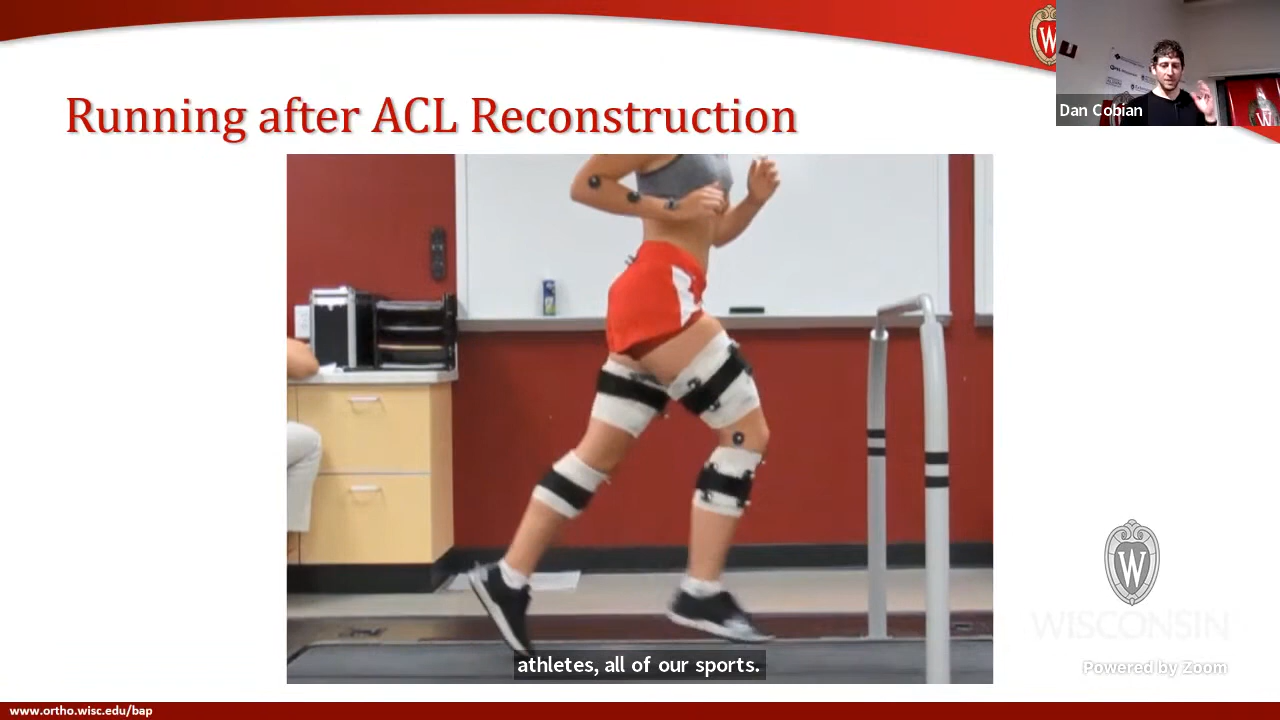 W
Dan Cobian
Running after ACL Reconstruction
W
WISCONSIN
athletes, all of our sports.
Powered by Zoom
www.ortho.wisc.edu/bap